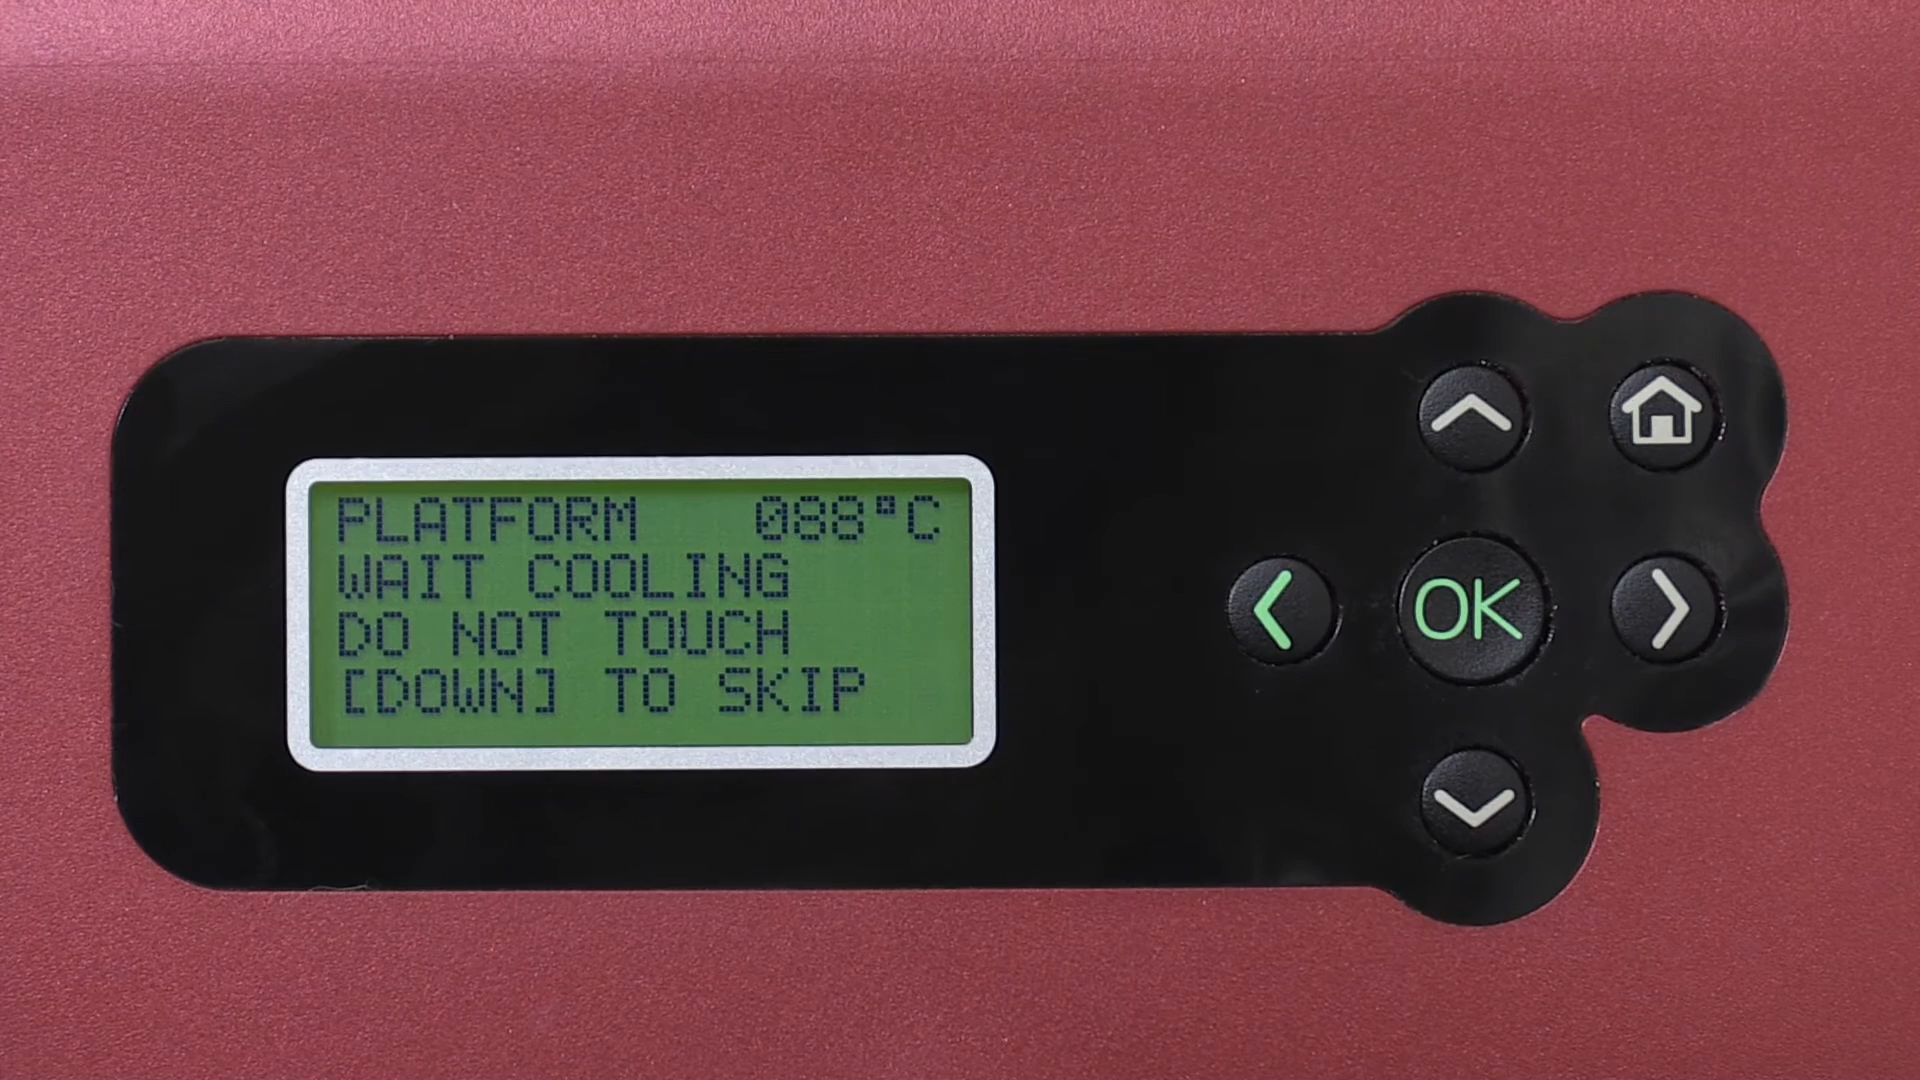 PLATFORM 088°C
WAIT COOLING
DO NOT TOUCH
[DOWN] TO SKIP
OK